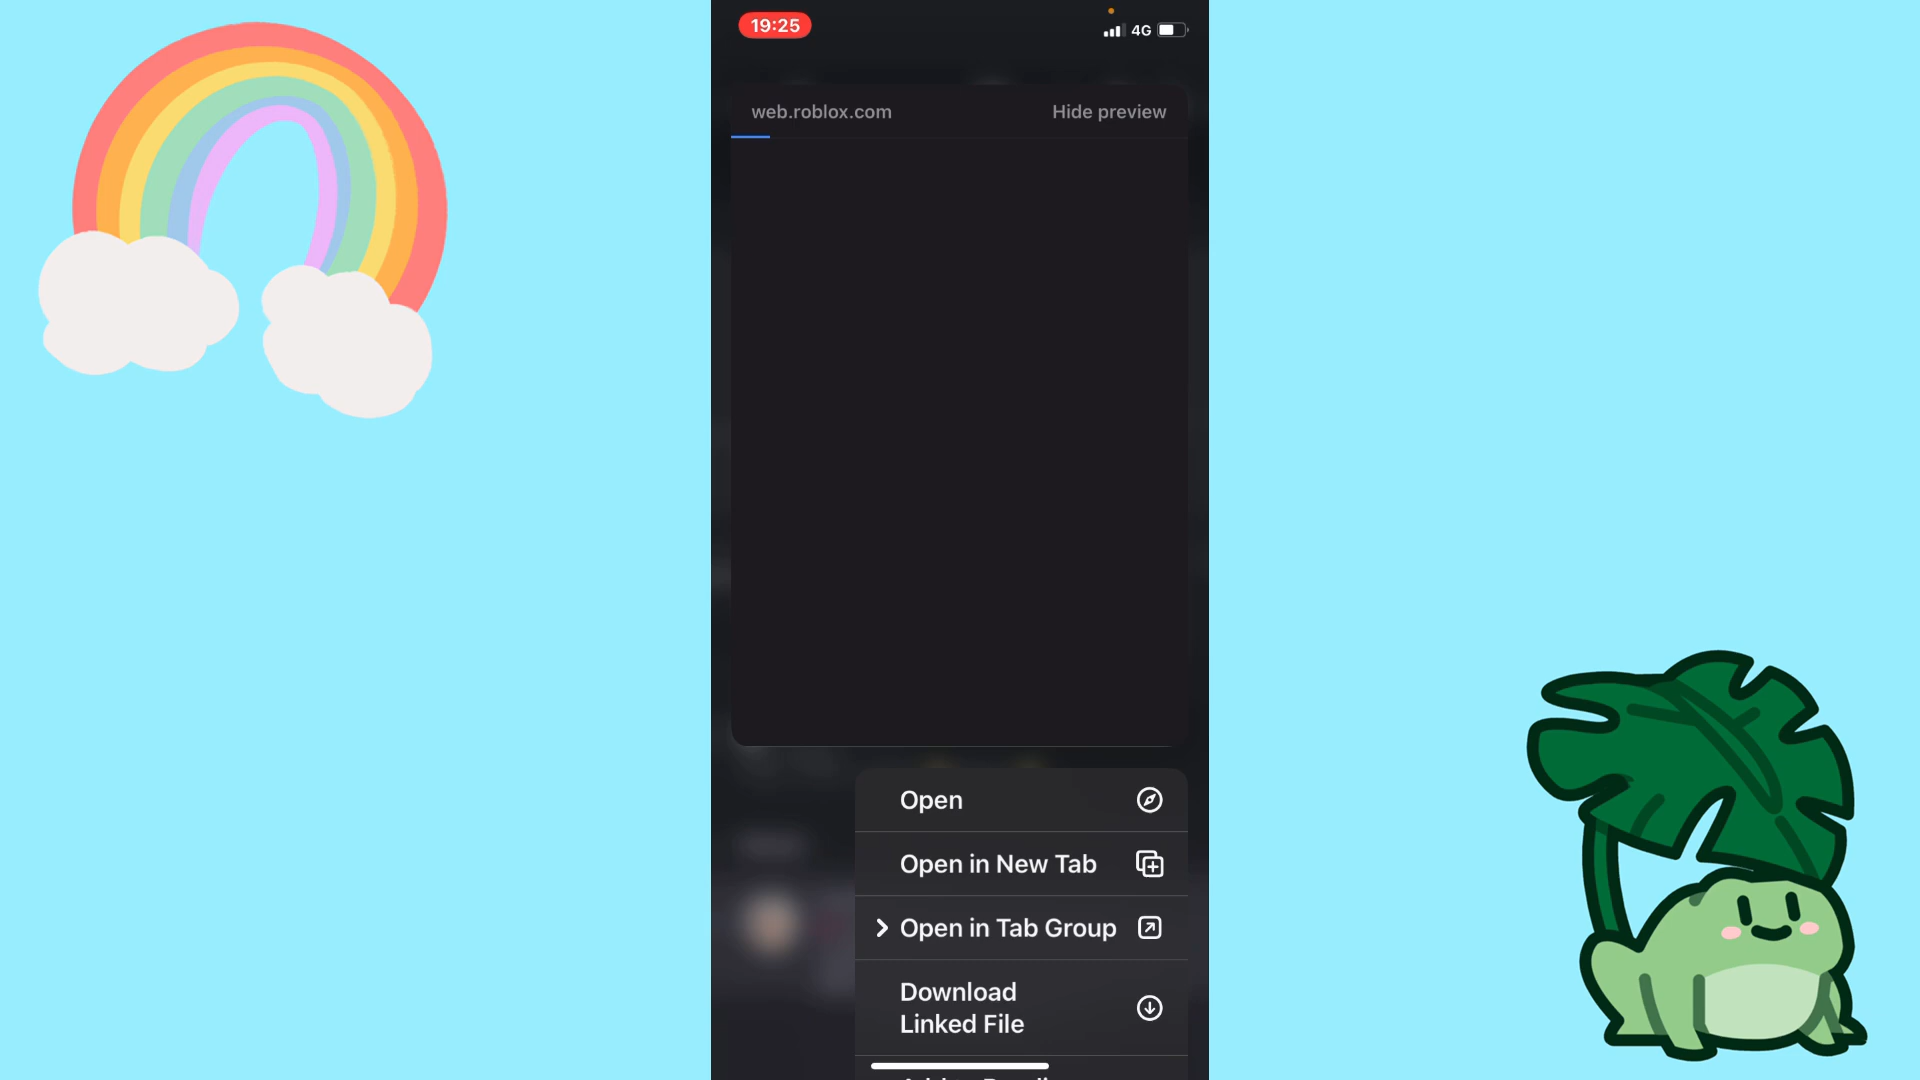 19:25
4G
web.roblox.com
Hide preview
Open
Open in New Tab
Open in Tab Group
Download
Linked File